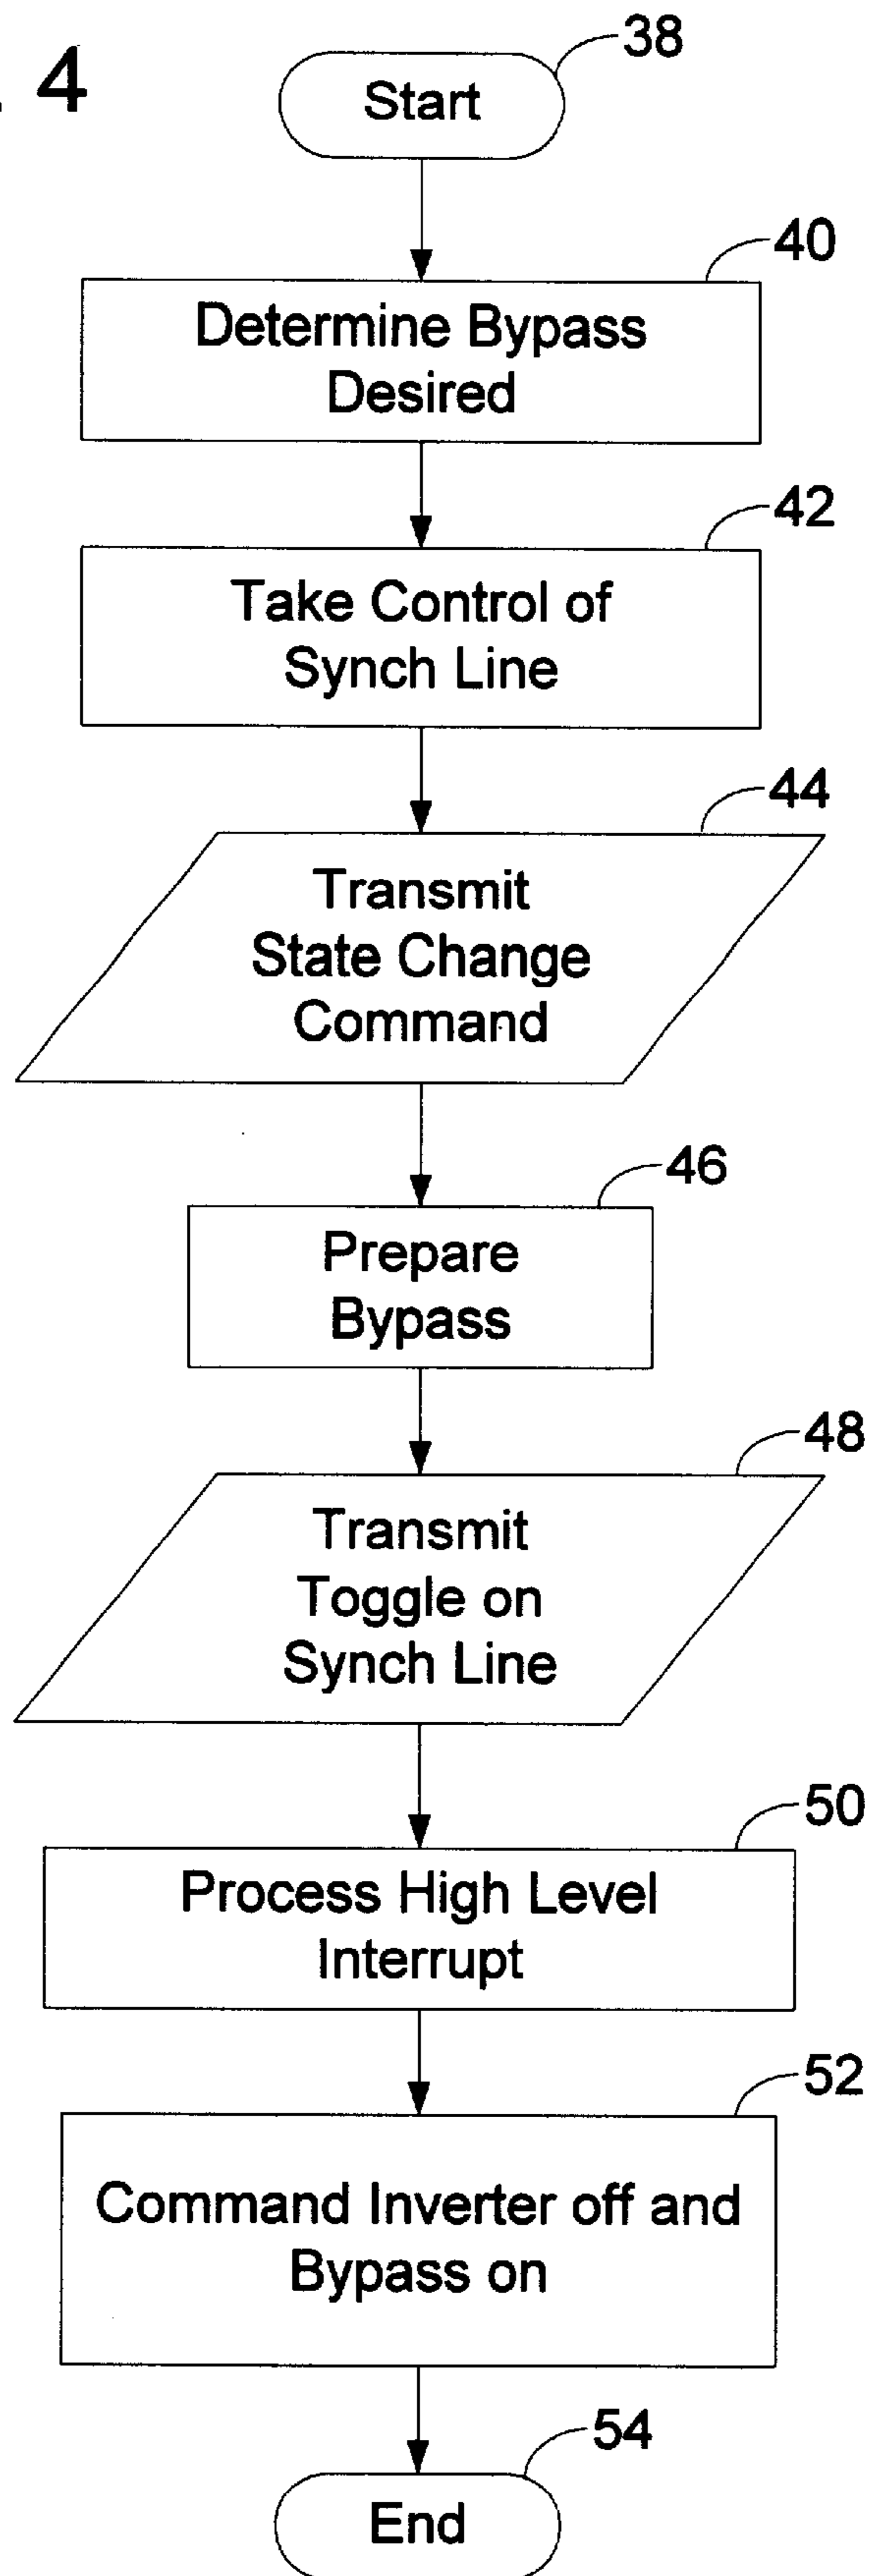 . 4
38
Start
40
Determine Bypass
Desired
42
Take Control of
Synch Line
44
Transmit
State Change
Command
46
Prepare
Bypass
48
Transmit
Toggle on
Synch Line
50
Process High Level
Interrupt
52
Command Inverter off and
Bypass on
54
End